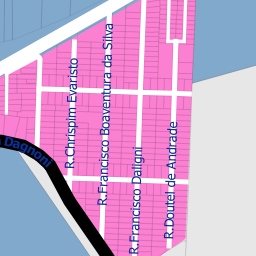 R.Chrispim Evaristo
R.Francisco Boaventura da Silva
R.Francisco Daligni
R.Doutel de Andrade
Dagnoni